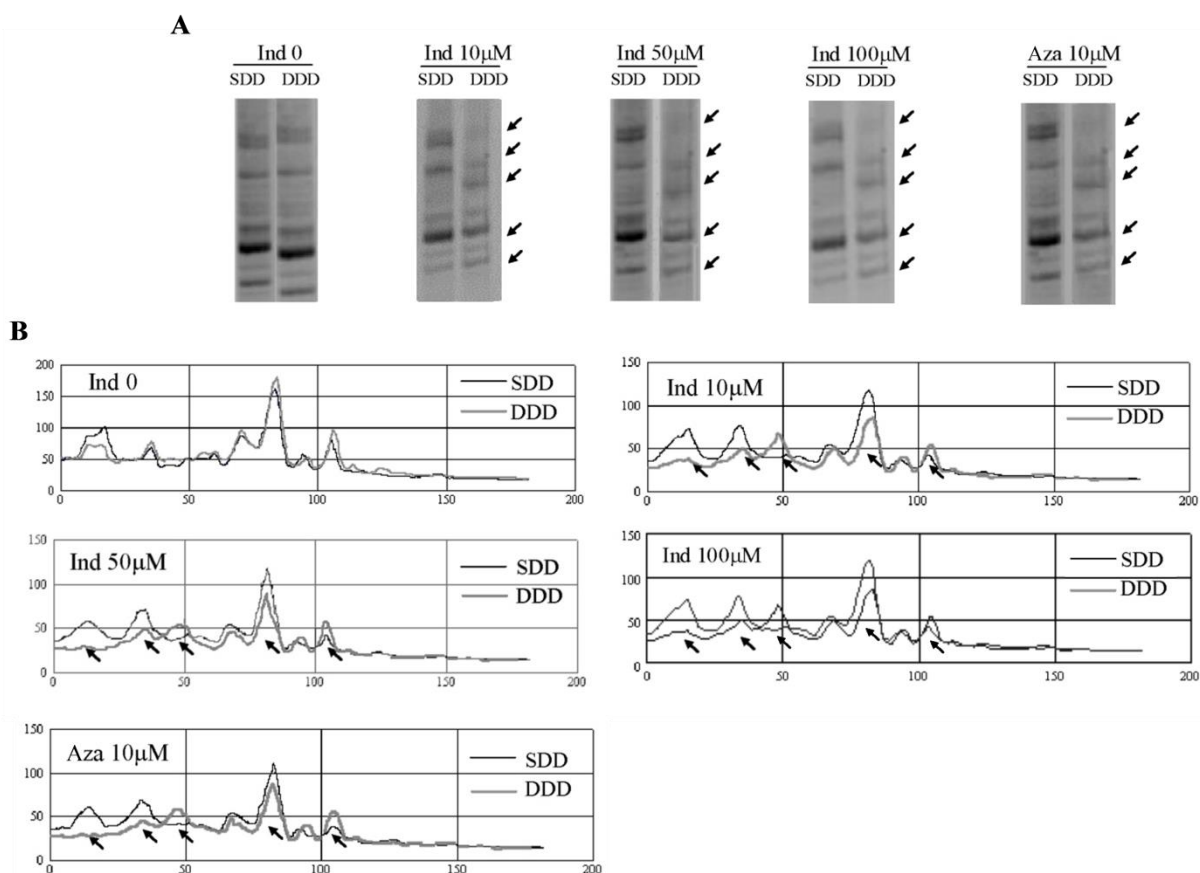 A
Ind 0 Ind 10μM Ind 50μM Ind 100μM Aza 10μM
SDD DDD SDD DDD SDD DDD SDD DDD SDD DDD
B
Ind 0
SDD
DDD
200
150
100
50
0
0 50 100 150 200
Ind 10μM
SDD
DDD
150
100
50
0
0 50 100 150 200
Ind 50μM
SDD
DDD
150
100
50
0
0 50 100 150 200
Ind 100μM
SDD
DDD
150
100
50
0
0 50 100 150 200
Aza 10μM
SDD
DDD
150
100
50
0
0 50 100 150 200